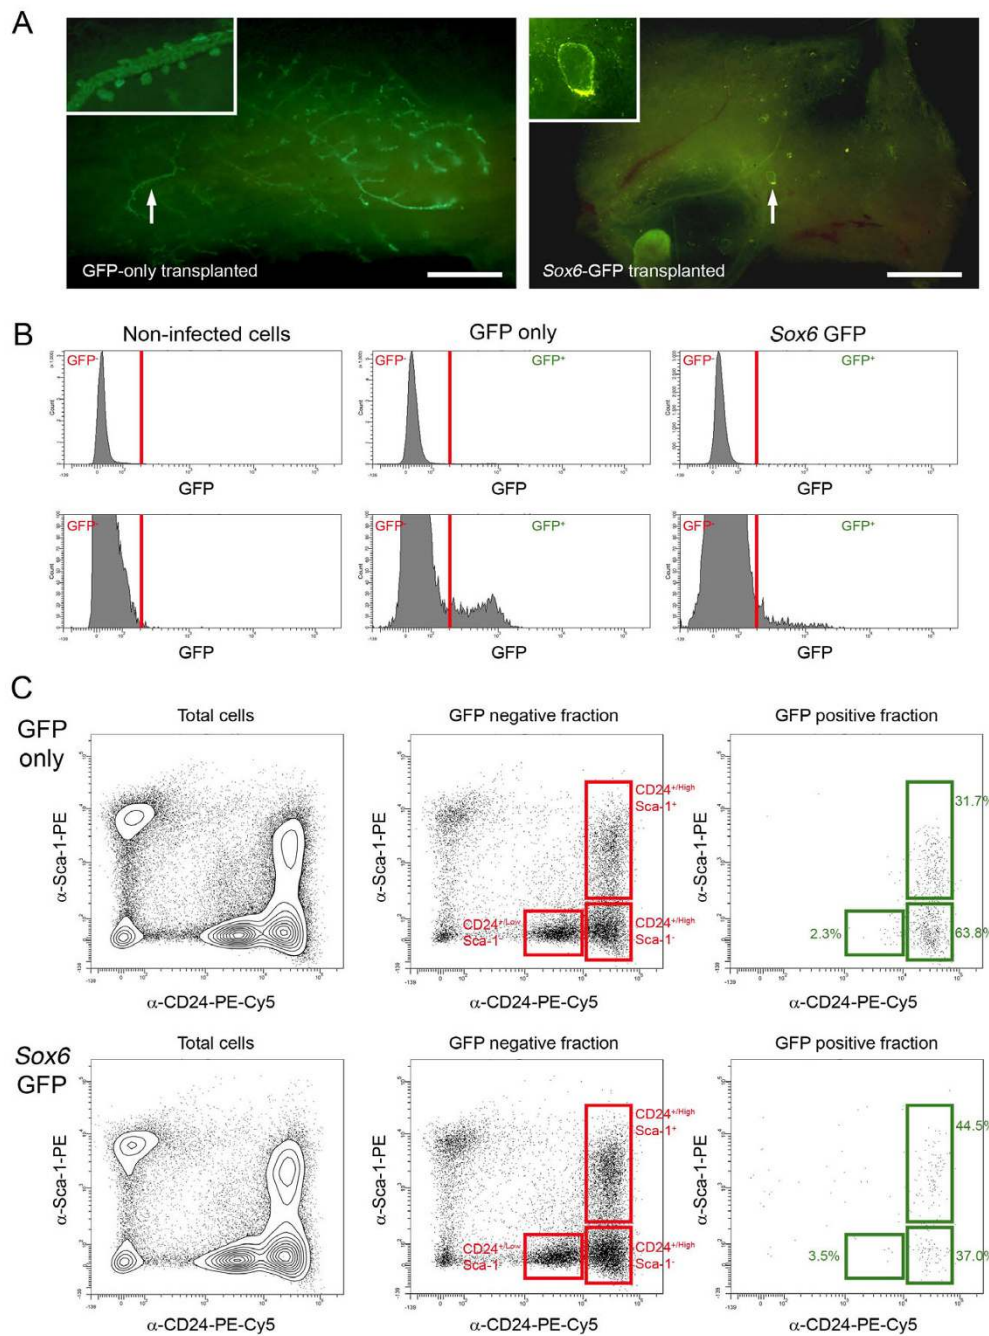 A
GFP-only transplanted
Sox6-GFP transplanted
B
Non-infected cells
GFP only
Sox6 GFP
GFP-
GFP-
GFP+
GFP-
GFP+
Count
Count
Count
GFP
GFP
GFP
GFP-
GFP-
GFP+
GFP-
GFP+
Count
Count
Count
GFP
GFP
GFP
C
GFP
only
Total cells
GFP negative fraction
GFP positive fraction
α-Sca-1-PE
α-Sca-1-PE
α-Sca-1-PE
CD24+/High
Sca-1+
CD24+/Low
Sca-1-
CD24+/High
Sca-1-
31.7%
2.3%
63.8%
α-CD24-PE-Cy5
α-CD24-PE-Cy5
α-CD24-PE-Cy5
Sox6
GFP
Total cells
GFP negative fraction
GFP positive fraction
α-Sca-1-PE
α-Sca-1-PE
α-Sca-1-PE
CD24+/High
Sca-1+
CD24+/Low
Sca-1-
CD24+/High
Sca-1-
44.5%
3.5%
37.0%
α-CD24-PE-Cy5
α-CD24-PE-Cy5
α-CD24-PE-Cy5